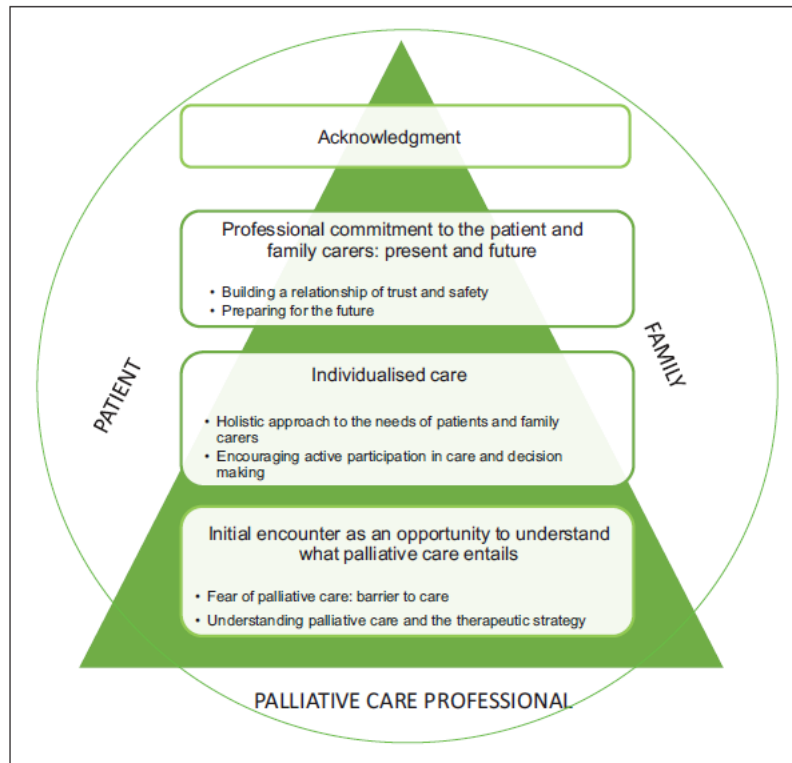 Acknowledgment
Professional commitment to the patient and
family carers: present and future
• Building a relationship of trust and safety
• Preparing for the future
PATIENT
FAMILY
Individualised care
• Holistic approach to the needs of patients and family
carers
• Encouraging active participation in care and decision
making
Initial encounter as an opportunity to understand
what palliative care entails
• Fear of palliative care: barrier to care
• Understanding palliative care and the therapeutic strategy
PALLIATIVE CARE PROFESSIONAL